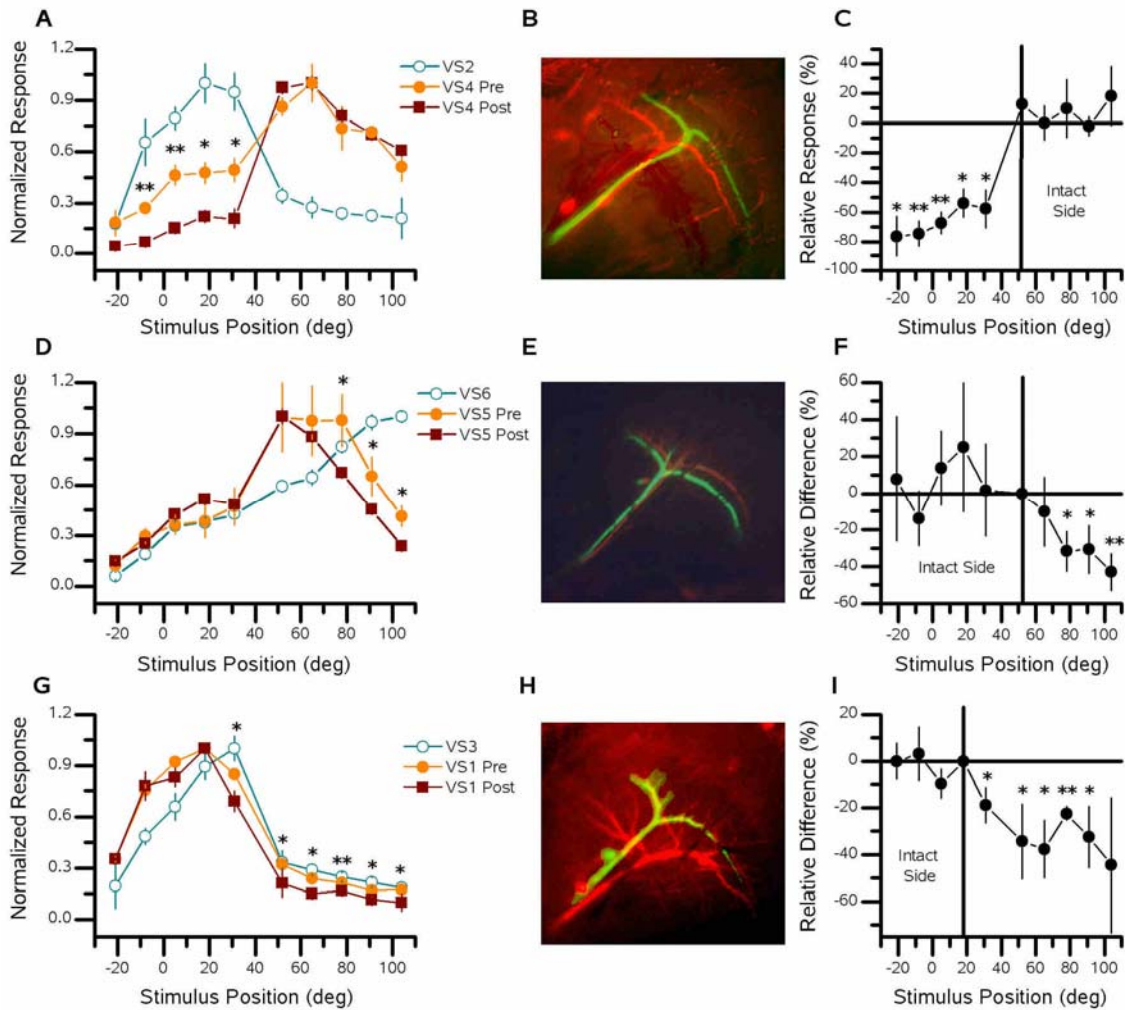 A
Normalized Response
1.2
0.9
0.6
0.3
0.0
** ** * *
VS2
VS4 Pre
VS4 Post
-20 0 20 40 60 80 100
Stimulus Position (deg)
B
C
Relative Response (%)
40
20
0
-20
-40
-60
-80
-100
* ** ** * *
Intact
Side
-20 0 20 40 60 80 100
Stimulus Position (deg)
D
Normalized Response
1.2
0.9
0.6
0.3
0.0
* * *
VS6
VS5 Pre
VS5 Post
-20 0 20 40 60 80 100
Stimulus Position (deg)
E
F
Relative Difference (%)
60
40
20
0
-20
-40
-60
* * **
Intact Side
-20 0 20 40 60 80 100
Stimulus Position (deg)
G
Normalized Response
1.2
0.9
0.6
0.3
0.0
*
* * ** * *
VS3
VS1 Pre
VS1 Post
-20 0 20 40 60 80 100
Stimulus Position (deg)
H
I
Relative Difference (%)
20
0
-20
-40
-60
* * * ** *
Intact
Side
-20 0 20 40 60 80 100
Stimulus Position (deg)